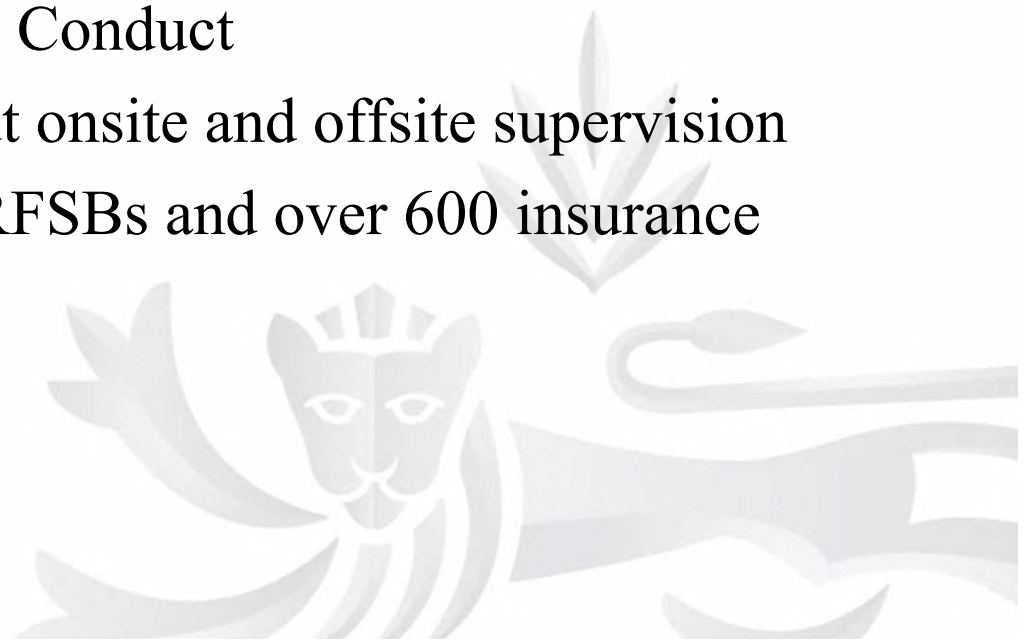 Conduct
onsite and offsite supervision
RFSBs and over 600 insurance